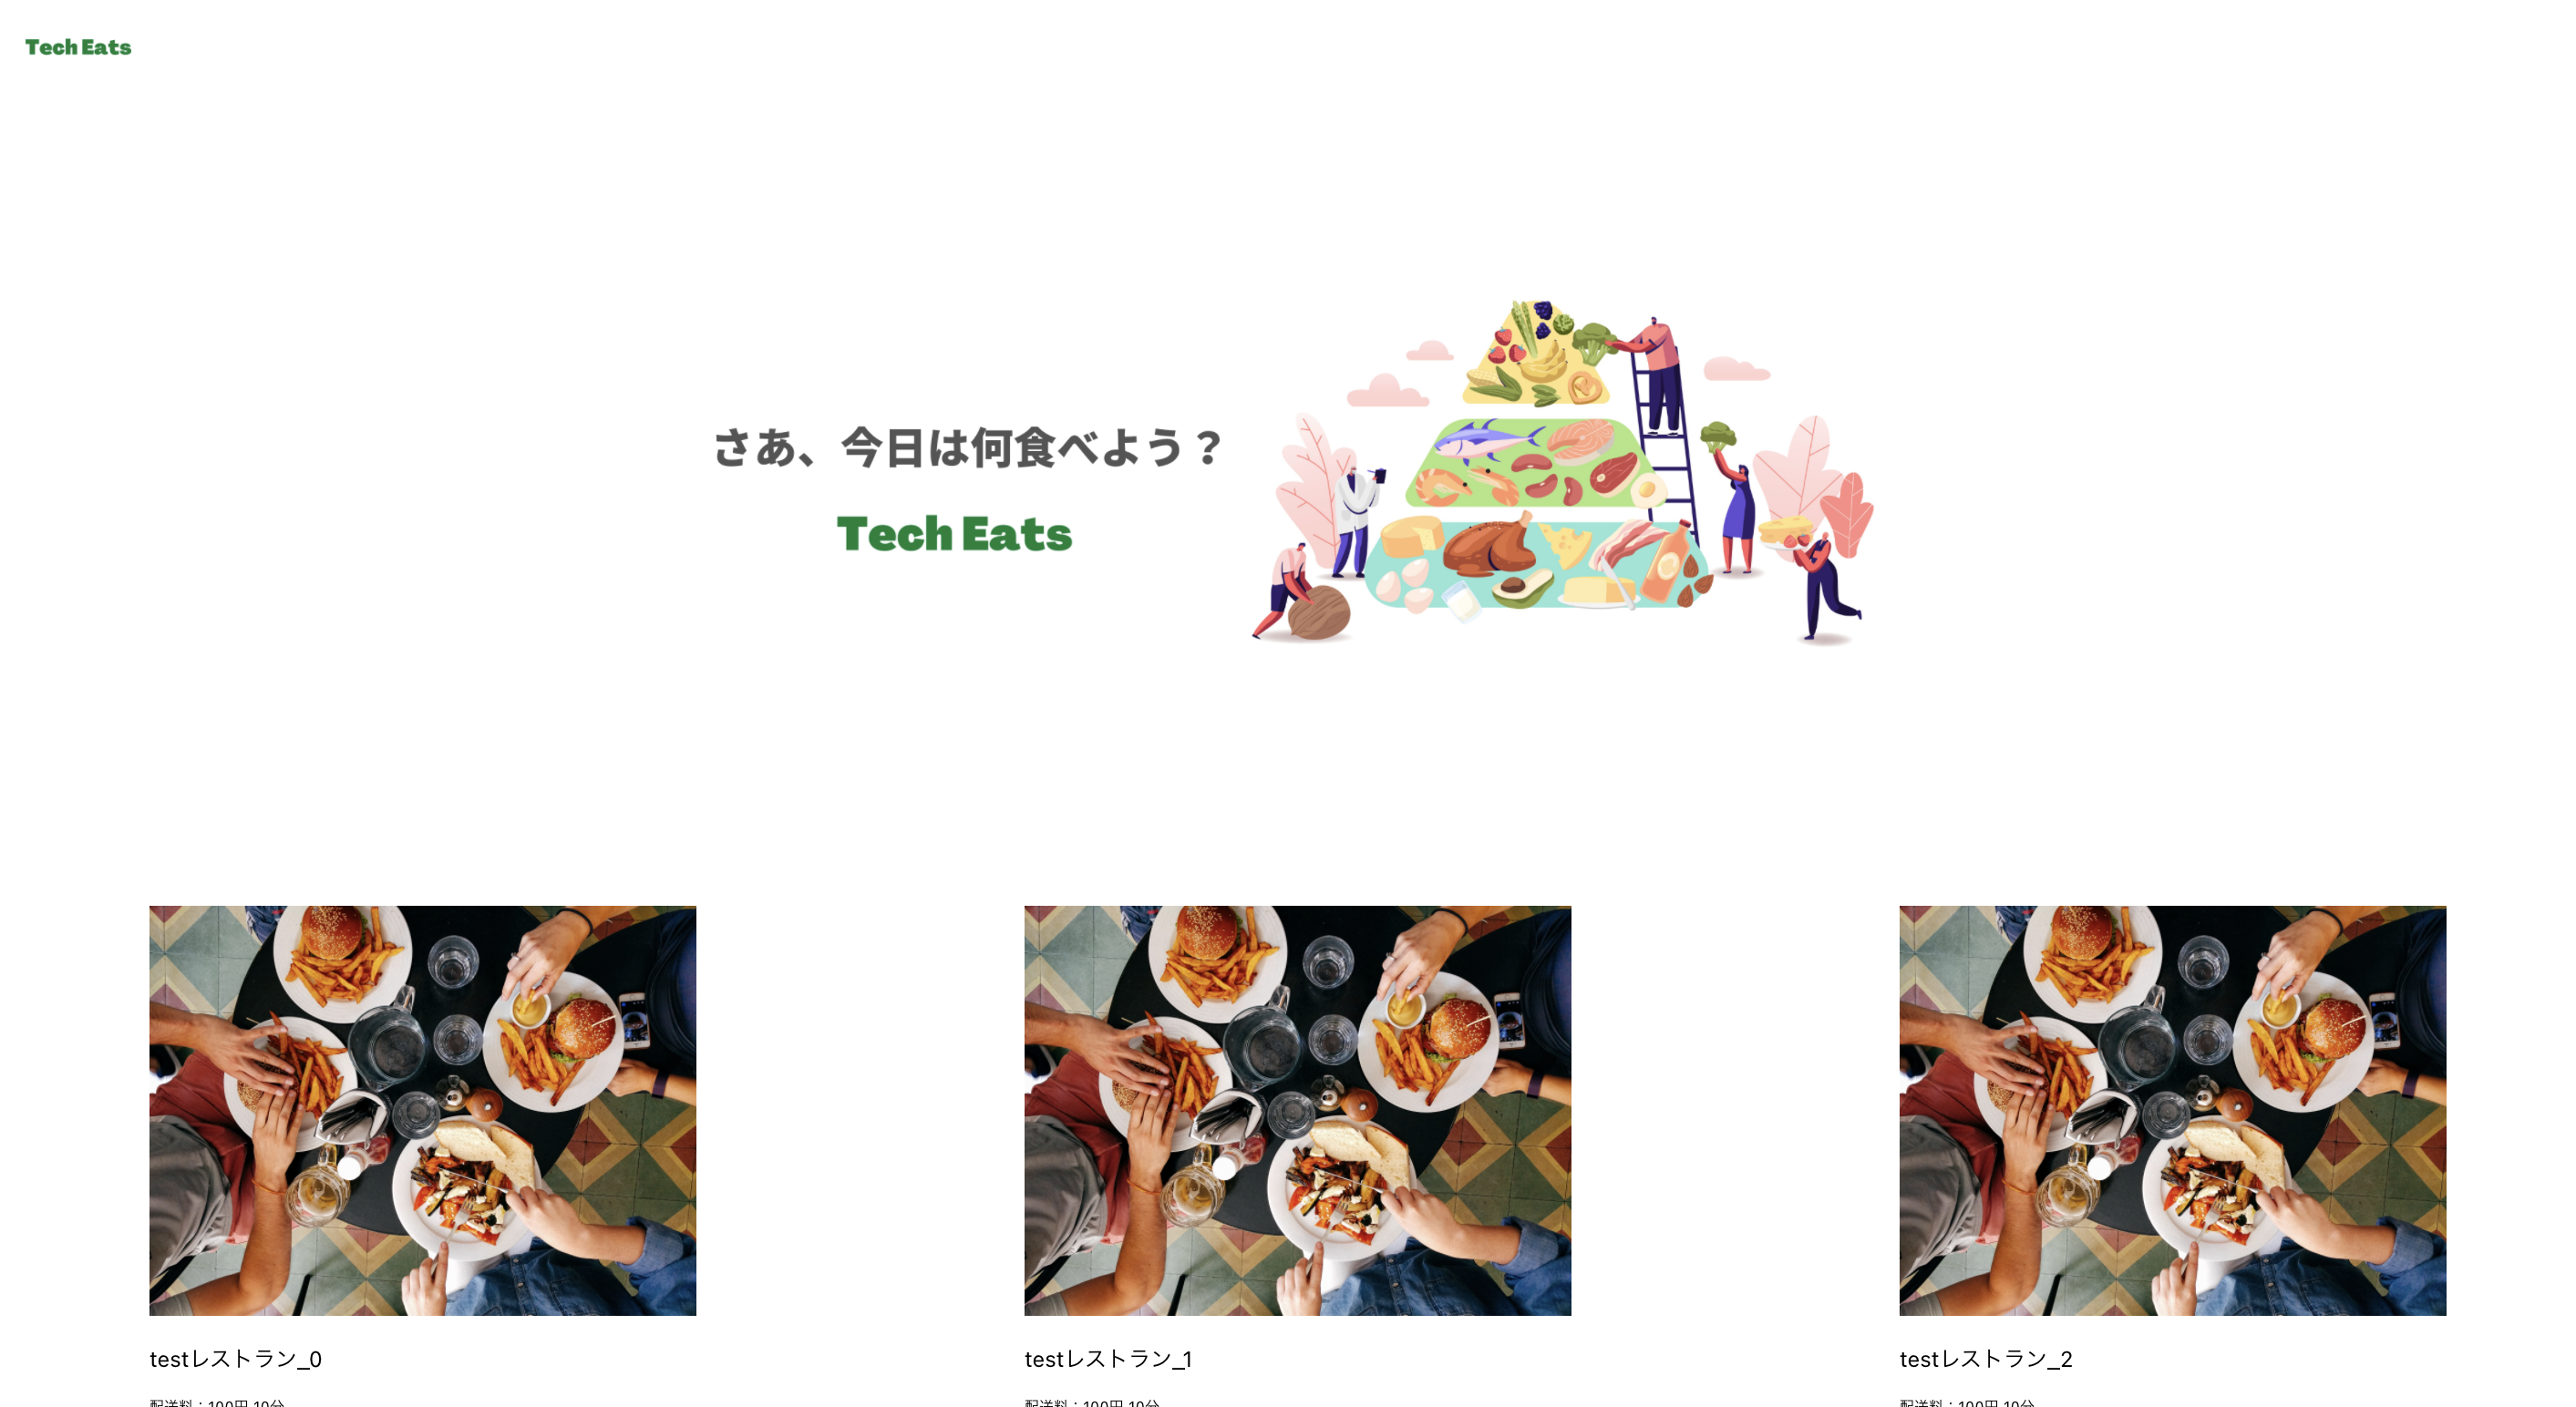 Tech Eats
さあ、今日は何食べよう？
Tech Eats
testレストラン_0
testレストラン_1
testレストラン_2
配送料：100円 10分
配送料：100円 10分
配送料：100円 10分